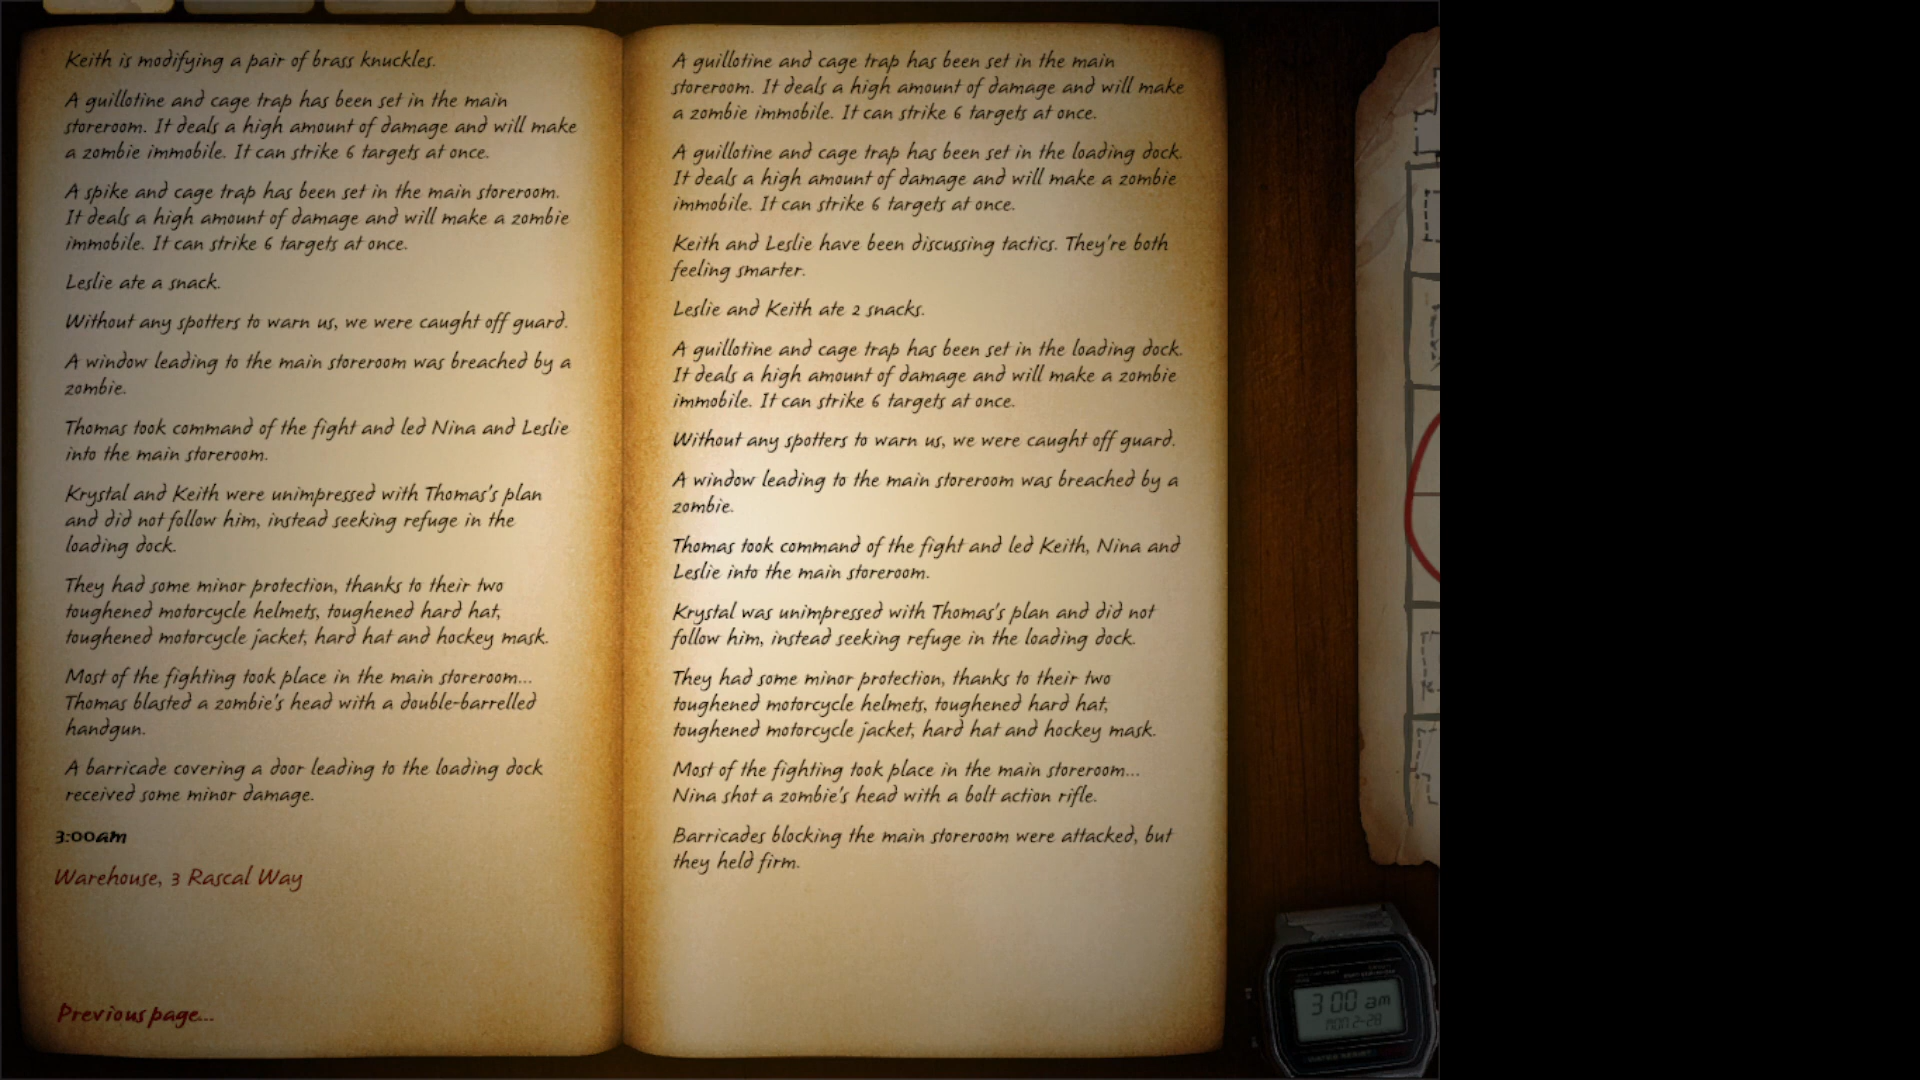 Keith is modifying a pair of brass knuckles.
A guillotine and cage trap has been set in the main
storeroom. It deals a high amount of damage and will make
a zombie immobile. It can strike 6 targets at once.
A spike and cage trap has been set in the main storeroom.
It deals a high amount of damage and will make a zombie
immobile. It can strike 6 targets at once.
Leslie ate a snack.
Without any spotters to warn us, we were caught off guard.
A window leading to the main storeroom was breached by a
zombie.
Thomas took command of the fight and led Nina and Leslie
into the main storeroom.
Krystal and Keith were unimpressed with Thomas's plan
and did not follow him, instead seeking refuge in the
loading dock.
They had some minor protection, thanks to their two
toughened motorcycle helmets, toughened hard hat,
toughened motorcycle jacket, hard hat and hockey mask.
Most of the fighting took place in the main storeroom...
Thomas blasted a zombie's head with a double-barrelled
handgun.
A barricade covering a door leading to the loading dock
received some minor damage.
3:00am
Warehouse, 3 Rascal Way
Previous page...
A guillotine and cage trap has been set in the main
storeroom. It deals a high amount of damage and will make
a zombie immobile. It can strike 6 targets at once.
A guillotine and cage trap has been set in the loading dock.
It deals a high amount of damage and will make a zombie
immobile. It can strike 6 targets at once.
Keith and Leslie have been discussing tactics. They're both
feeling smarter.
Leslie and Keith ate 2 snacks.
A guillotine and cage trap has been set in the loading dock.
It deals a high amount of damage and will make a zombie
immobile. It can strike 6 targets at once.
Without any spotters to warn us, we were caught off guard.
A window leading to the main storeroom was breached by a
zombie.
Thomas took command of the fight and led Keith, Nina and
Leslie into the main storeroom.
Krystal was unimpressed with Thomas's plan and did not
follow him, instead seeking refuge in the loading dock.
They had some minor protection, thanks to their two
toughened motorcycle helmets, toughened hard hat,
toughened motorcycle jacket, hard hat and hockey mask.
Most of the fighting took place in the main storeroom...
Nina shot a zombie's head with a bolt action rifle.
Barricades blocking the main storeroom were attacked, but
they held firm.
3:00 am
MON 2-28
WATER RESIST